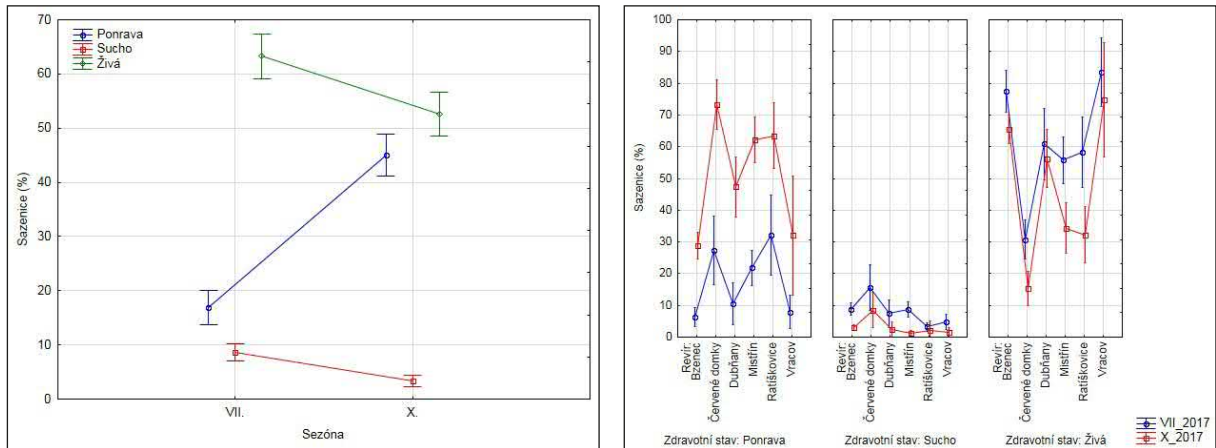 70
60
50
40
30
20
10
0
Sazenice (%)
Ponrava
Sucho
Živá
VII.
X.
Sezóna
100
90
80
70
60
50
40
30
20
10
0
Sazenice (%)
Revír:
Bzenec
Červené domky
Dubňany
Mistřín
Ratíškovice
Vracov
Zdravotní stav: Ponrava
Revír:
Bzenec
Červené domky
Dubňany
Mistřín
Ratíškovice
Vracov
Zdravotní stav: Sucho
Revír:
Bzenec
Červené domky
Dubňany
Mistřín
Ratíškovice
Vracov
Zdravotní stav: Živá
VII_2017
X_2017